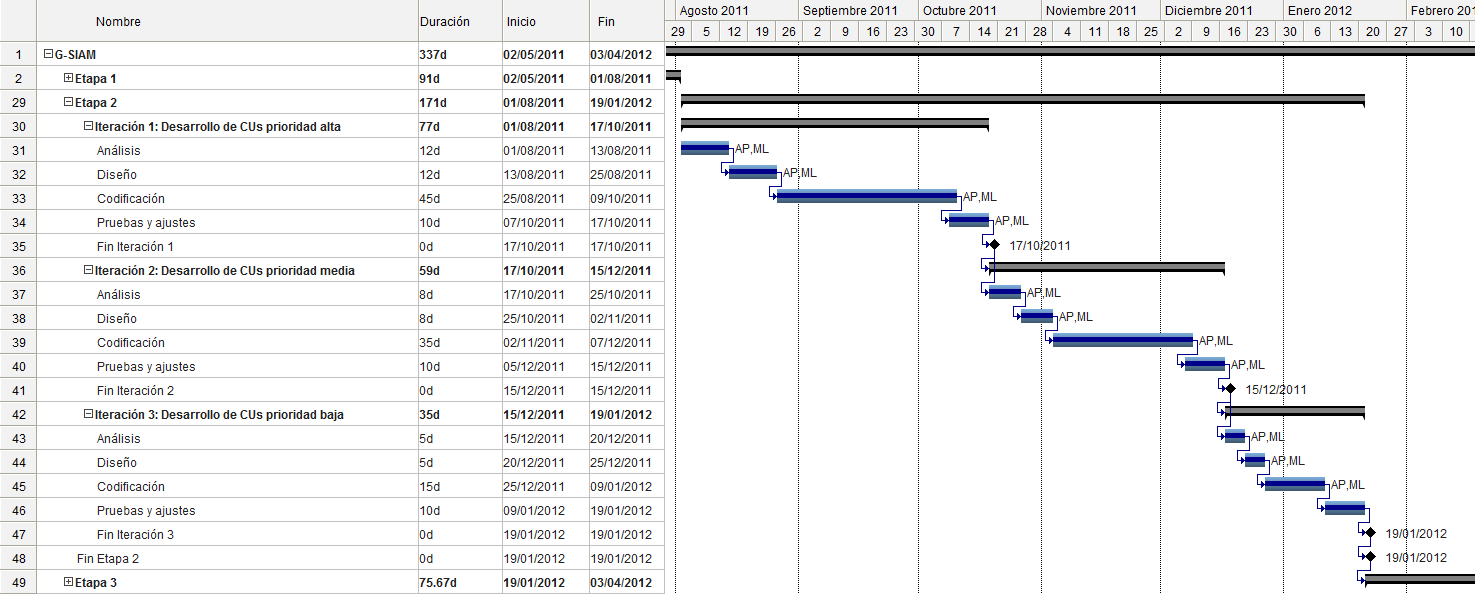 Nombre Duración Inicio Fin Agosto 2011 Septiembre 2011 Octubre 2011 Noviembre 2011 Diciembre 2011 Enero 2012 Febrero 201
29 5 12 19 26 2 9 16 23 30 7 14 21 28 4 11 18 25 2 9 16 23 30 6 13 20 27 3 10
1 G-SIAM 337d 02/05/2011 03/04/2012
2 Etapa 1 91d 02/05/2011 01/08/2011
29 Etapa 2 171d 01/08/2011 19/01/2012
30 Iteración 1: Desarrollo de CUs prioridad alta 77d 01/08/2011 17/10/2011
31 Análisis 12d 01/08/2011 13/08/2011 AP,ML
32 Diseño 12d 13/08/2011 25/08/2011 AP,ML
33 Codificación 45d 25/08/2011 09/10/2011 AP,ML
34 Pruebas y ajustes 10d 07/10/2011 17/10/2011 AP,ML
35 Fin Iteración 1 0d 17/10/2011 17/10/2011 17/10/2011
36 Iteración 2: Desarrollo de CUs prioridad media 59d 17/10/2011 15/12/2011
37 Análisis 8d 17/10/2011 25/10/2011 AP,ML
38 Diseño 8d 25/10/2011 02/11/2011 AP,ML
39 Codificación 35d 02/11/2011 07/12/2011 AP,ML
40 Pruebas y ajustes 10d 05/12/2011 15/12/2011 AP,ML
41 Fin Iteración 2 0d 15/12/2011 15/12/2011 15/12/2011
42 Iteración 3: Desarrollo de CUs prioridad baja 35d 15/12/2011 19/01/2012
43 Análisis 5d 15/12/2011 20/12/2011 AP,ML
44 Diseño 5d 20/12/2011 25/12/2011 AP,ML
45 Codificación 15d 25/12/2011 09/01/2012 AP,ML
46 Pruebas y ajustes 10d 09/01/2012 19/01/2012
47 Fin Iteración 3 0d 19/01/2012 19/01/2012 19/01/2012
48 Fin Etapa 2 0d 19/01/2012 19/01/2012 19/01/2012
49 Etapa 3 75.67d 19/01/2012 03/04/2012